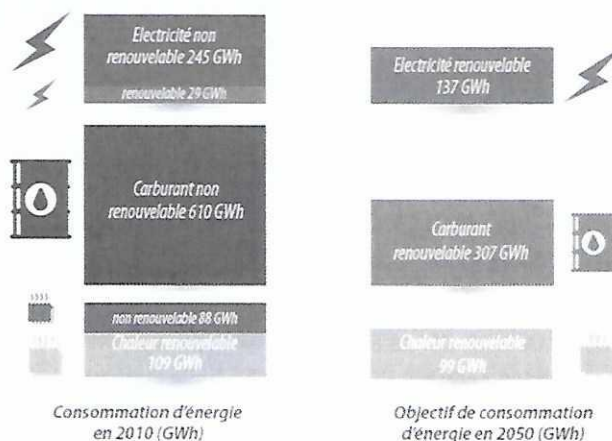 Electricité non
renouvelable 245 GWh
renouvelable 29 GWh
Carburant non
renouvelable 610 GWh
non renouvelable 88 GWh
Chaleur renouvelable
109 GWh
Consommation d'énergie
en 2010 (GWh)
Electricité renouvelable
137 GWh
Carburant
renouvelable 307 GWh
Chaleur renouvelable
99 GWh
Objectif de consommation
d'énergie en 2050 (GWh)